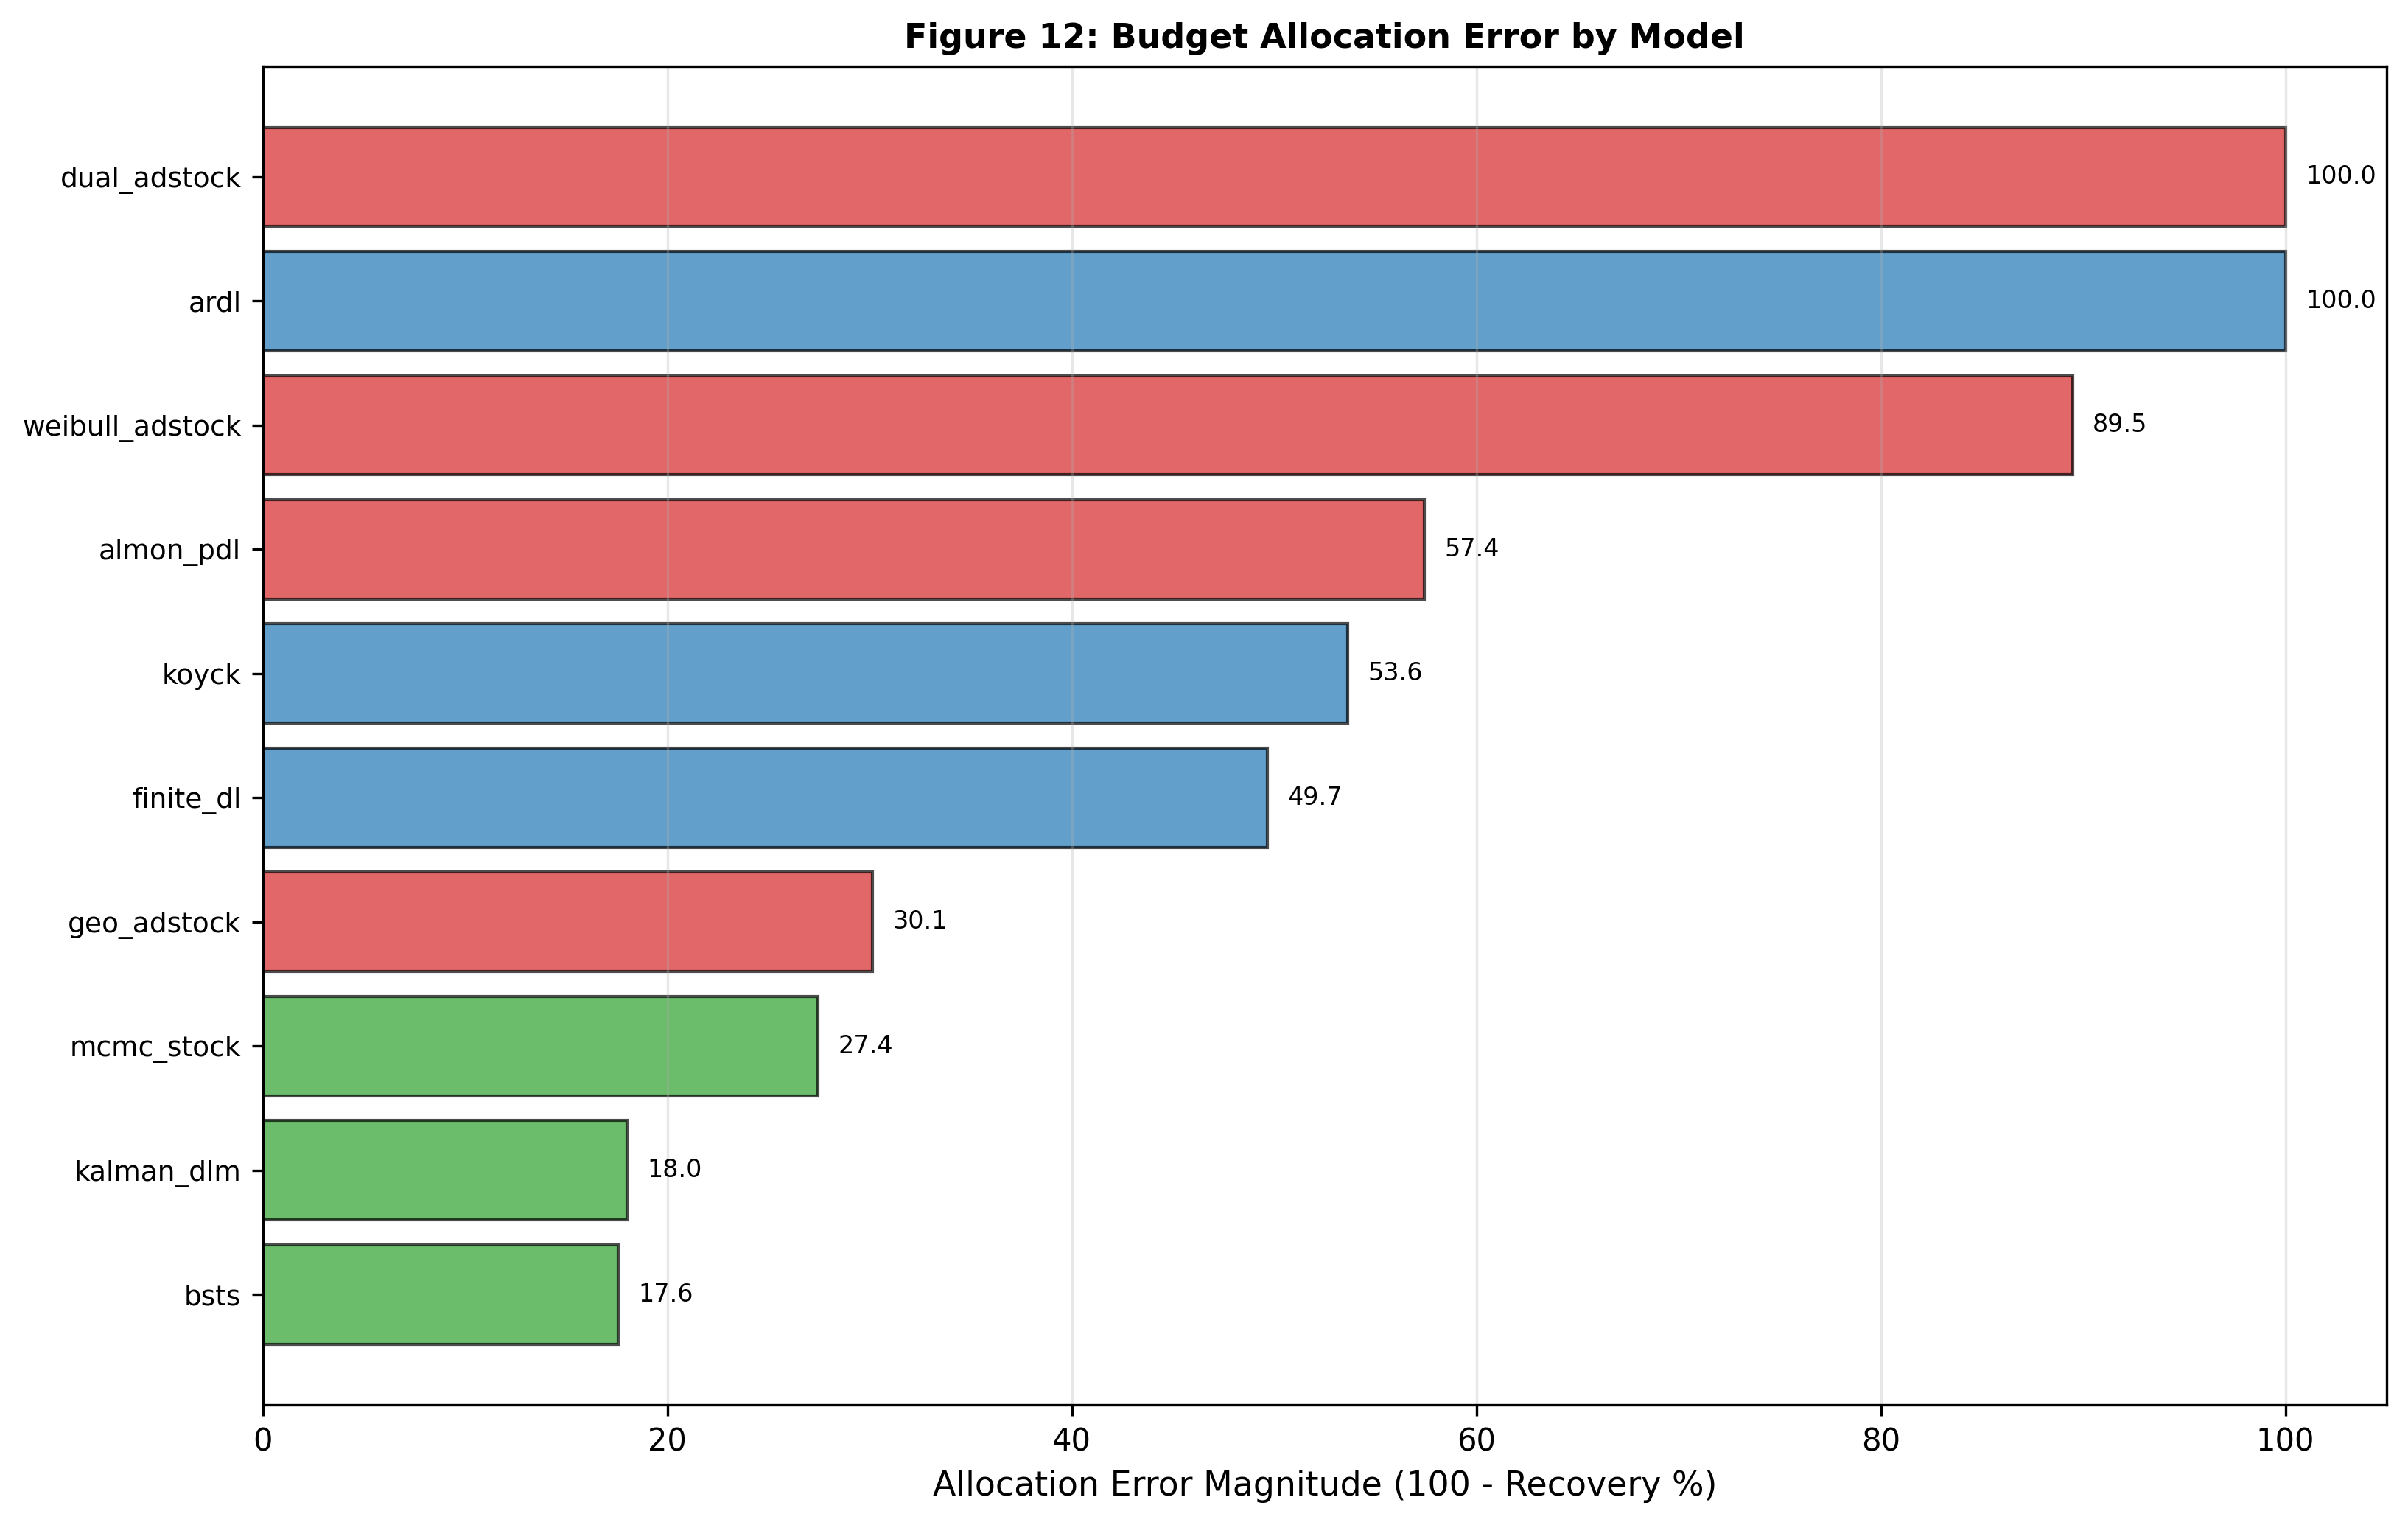 Figure 12: Budget Allocation Error by Model
dual_adstock
100.0
ardl
100.0
weibull_adstock
89.5
almon_pdl
57.4
koyck
53.6
finite_dl
49.7
geo_adstock
30.1
mcmc_stock
27.4
kalman_dlm
18.0
bsts
17.6
0 20 40 60 80 100
Allocation Error Magnitude (100 - Recovery %)